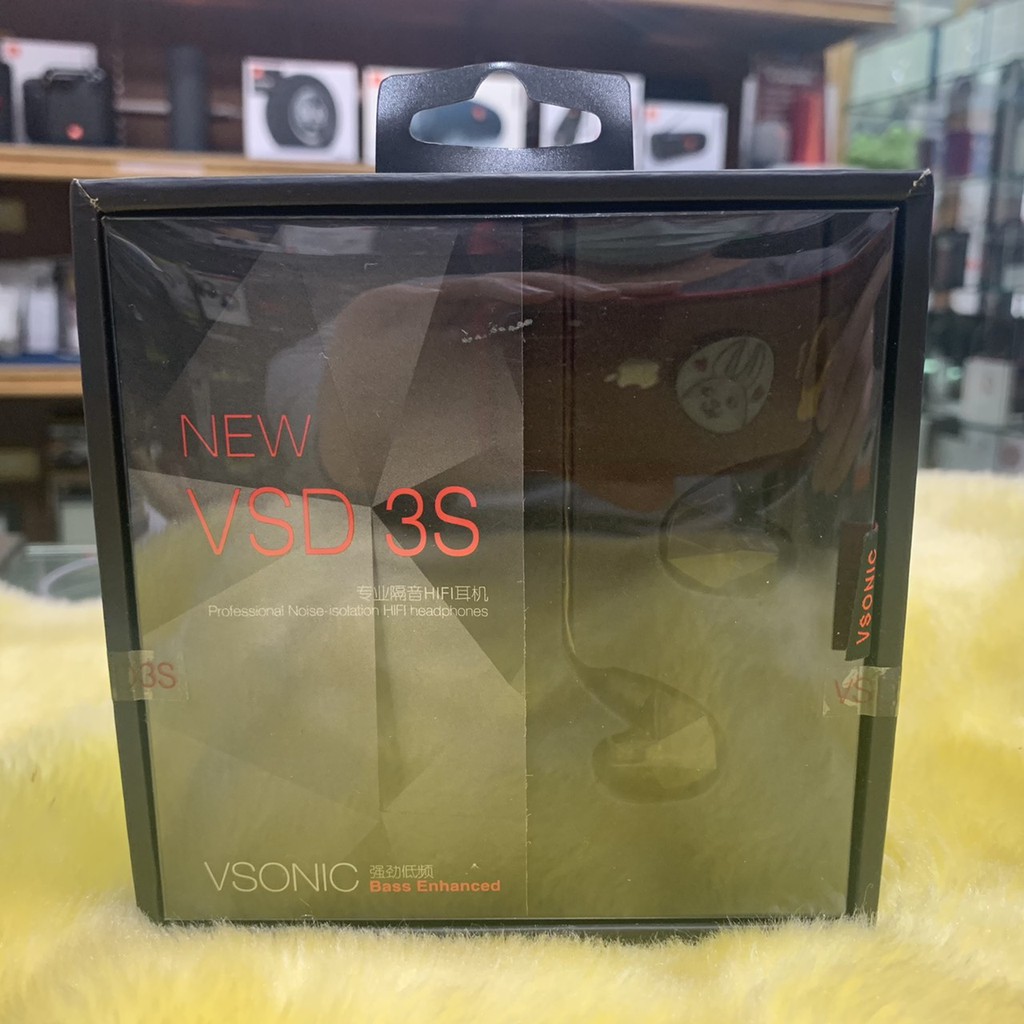 NEW
VSD 3S
专业隔音HIFI耳机
Professional Noise-isolation HIFI headphones
VSONIC
3S
VS
VSONIC 强劲低频
Bass Enhanced